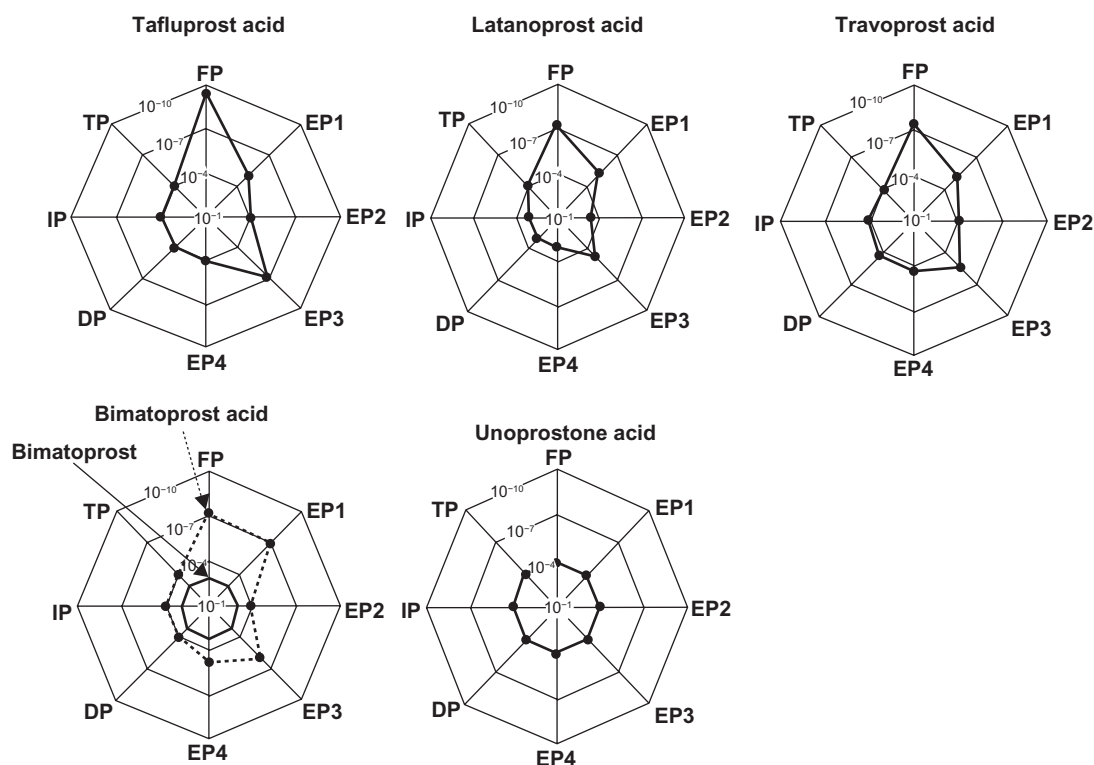 Tafluprost acid
FP
EP1
EP2
EP3
EP4
DP
IP
TP
10⁻¹⁰
10⁻⁷
10⁻⁴
10⁻¹
Latanoprost acid
FP
EP1
EP2
EP3
EP4
DP
IP
TP
10⁻¹⁰
10⁻⁷
10⁻⁴
10⁻¹
Travoprost acid
FP
EP1
EP2
EP3
EP4
DP
IP
TP
10⁻¹⁰
10⁻⁷
10⁻⁴
10⁻¹
Bimatoprost acid
Bimatoprost
FP
EP1
EP2
EP3
EP4
DP
IP
TP
10⁻¹⁰
10⁻⁷
10⁻⁴
10⁻¹
Unoprostone acid
FP
EP1
EP2
EP3
EP4
DP
IP
TP
10⁻¹⁰
10⁻⁷
10⁻⁴
10⁻¹